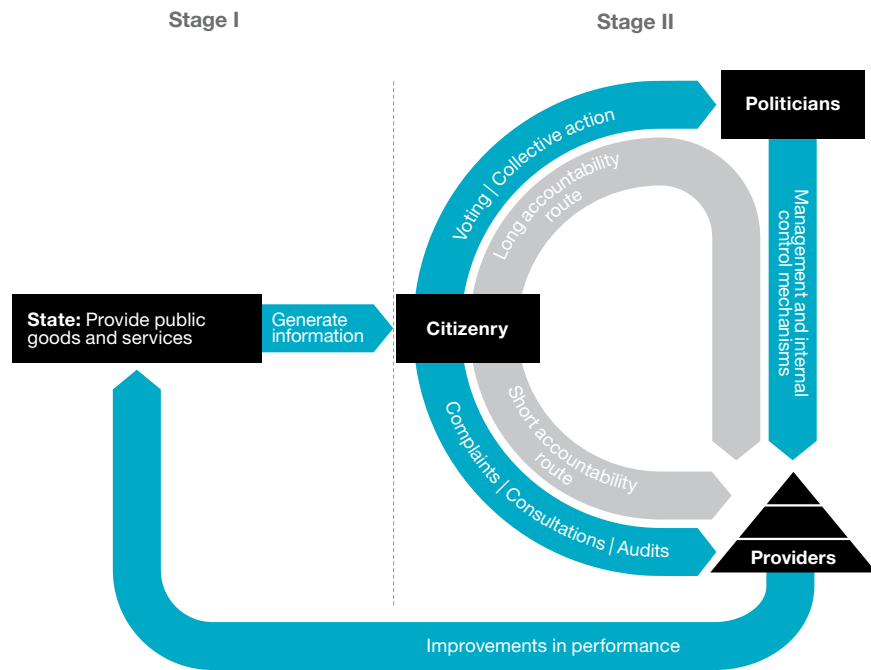 Stage I
Stage II
Politicians
Voting | Collective action
Long accountability
route
Management and internal
control mechanisms
State: Provide public
goods and services
Generate
information
Citizenry
Short accountability
route
Complaints | Consultations | Audits
Providers
Improvements in performance